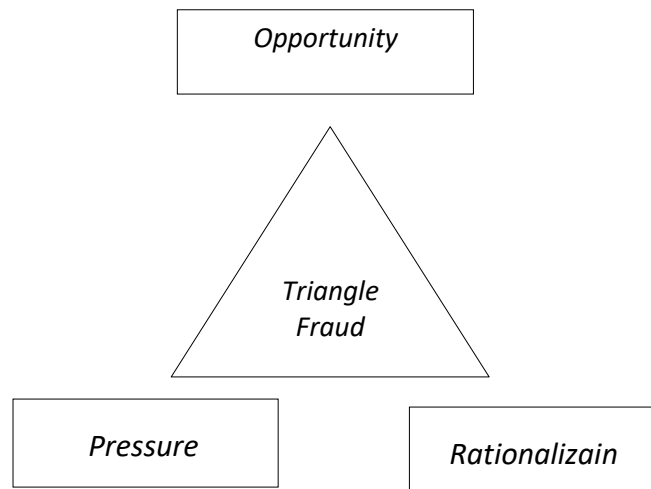 Opportunity
Triangle
Fraud
Pressure
Rationalizain